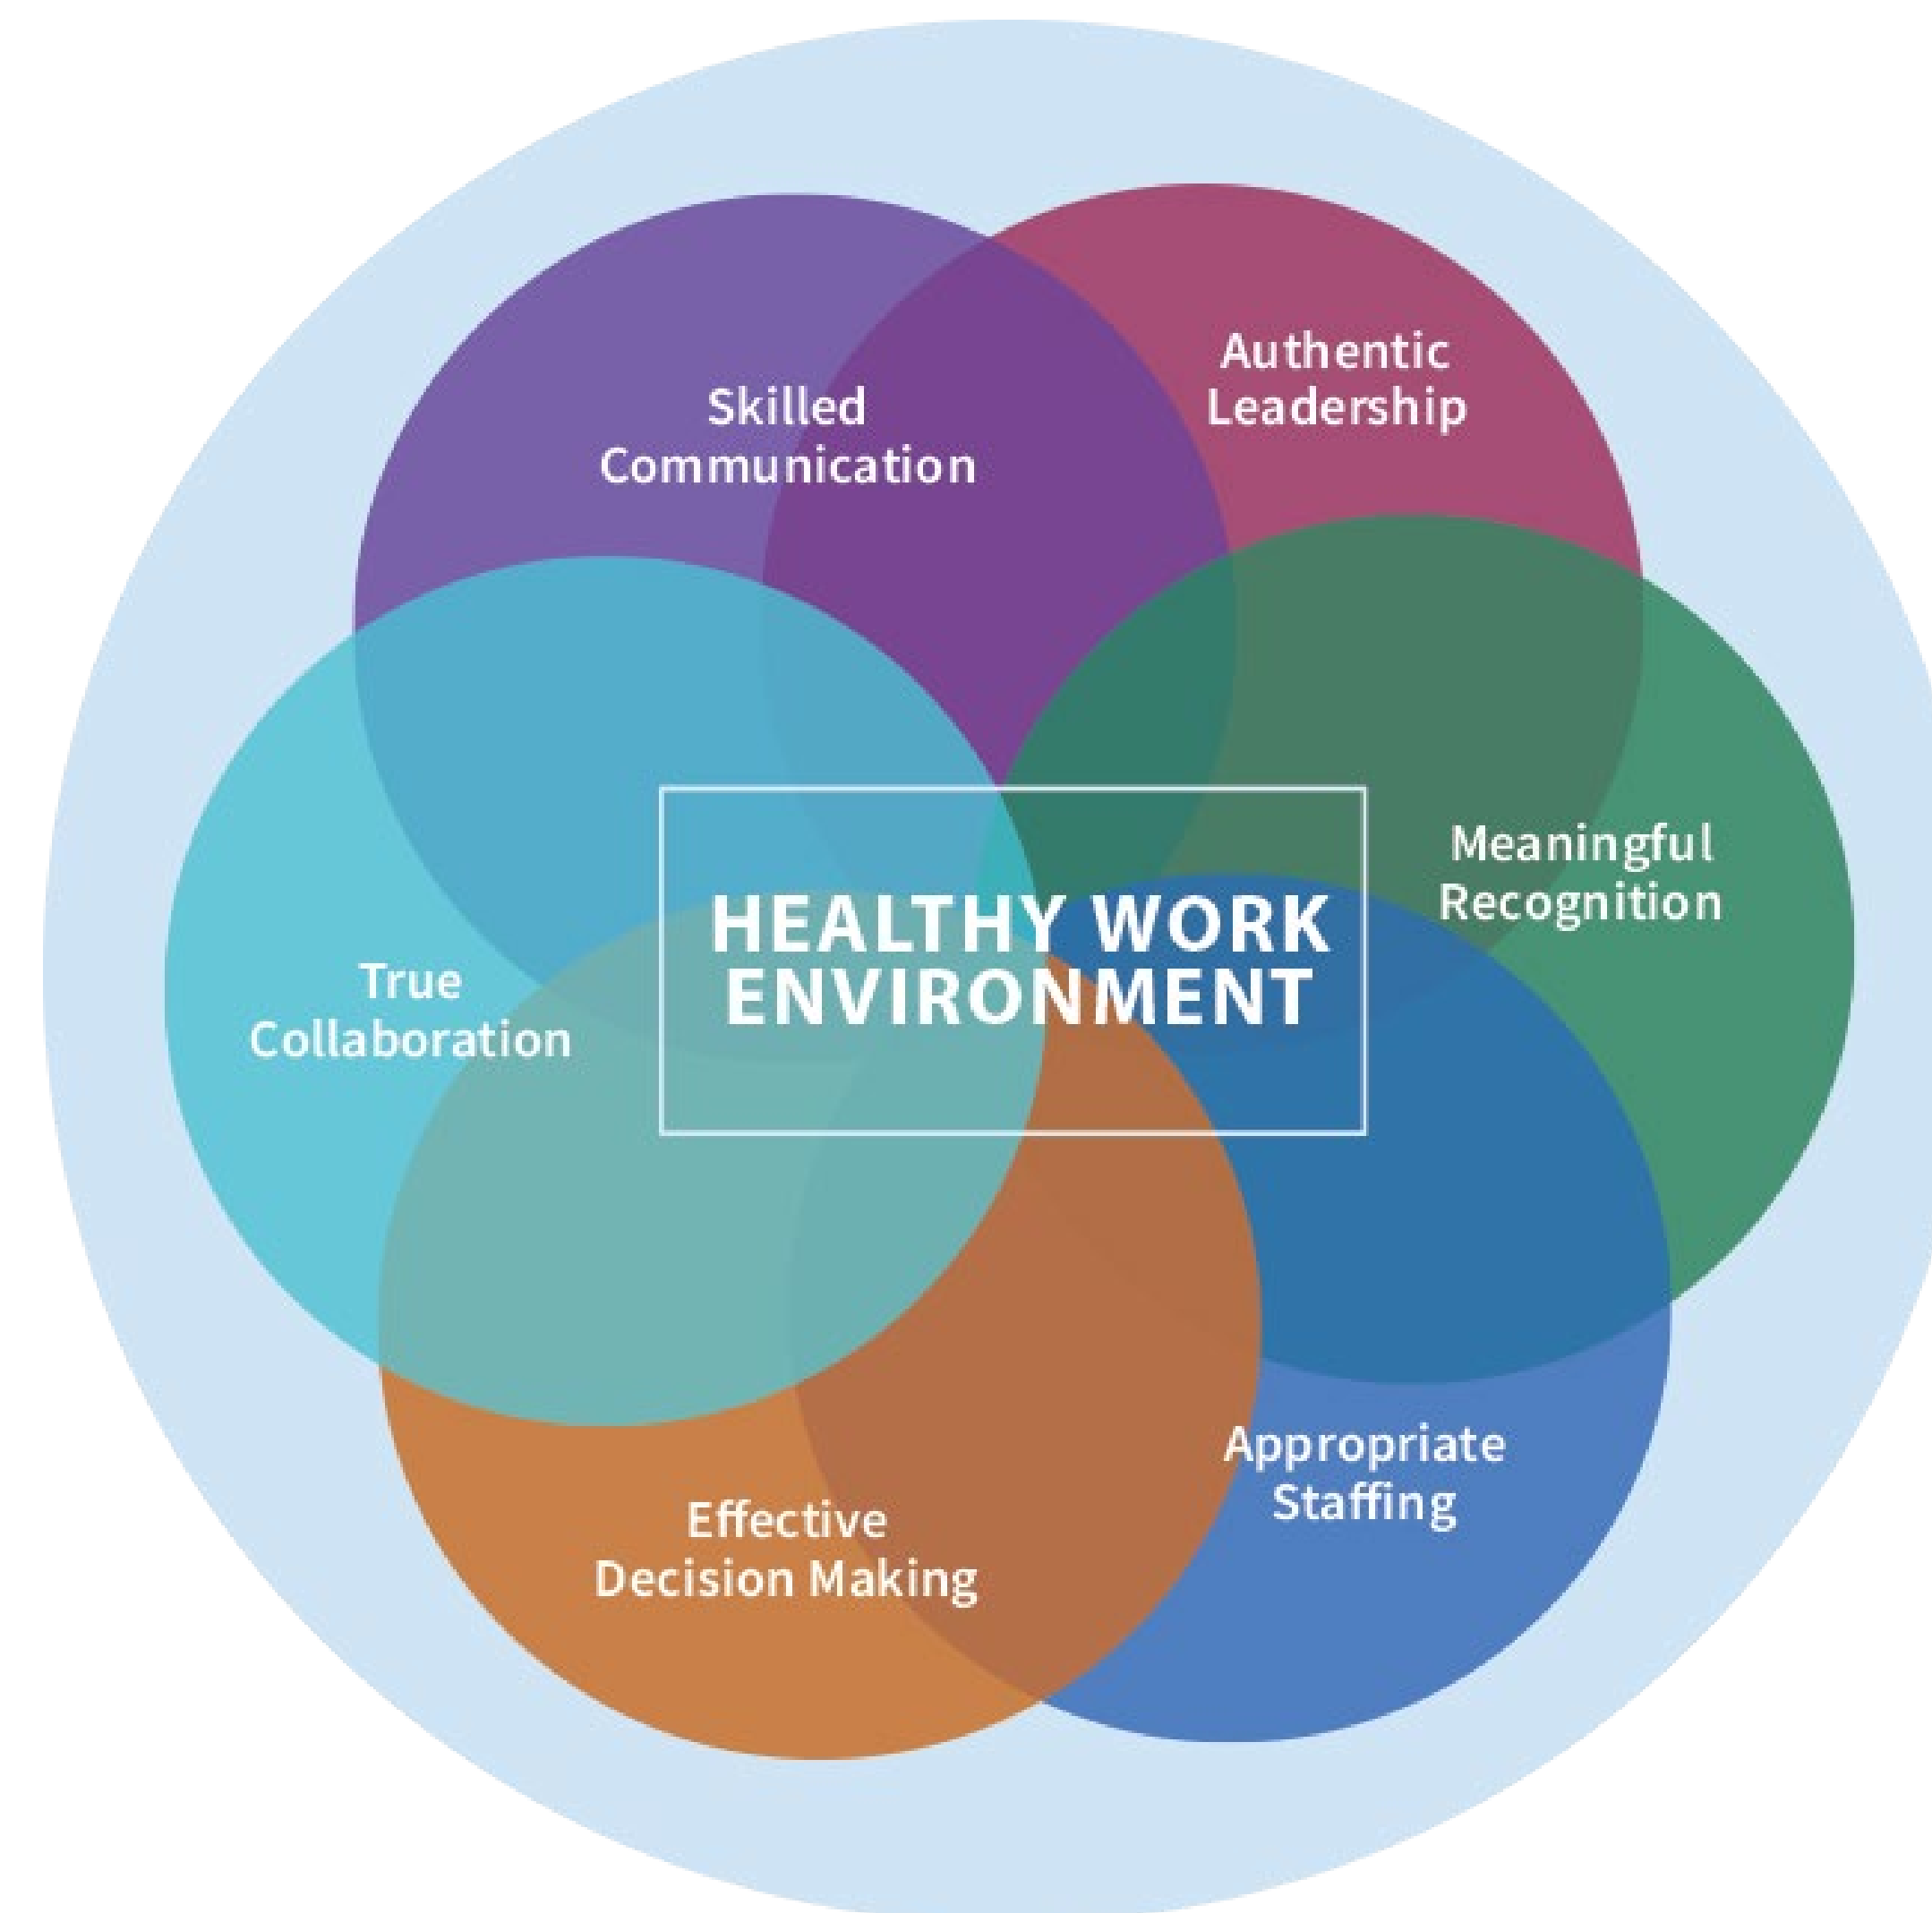 Authentic
Leadership
Skilled
Communication
Meaningful
Recognition
HEALTHY WORK
ENVIRONMENT
True
Collaboration
Appropriate
Staffing
Effective
Decision Making